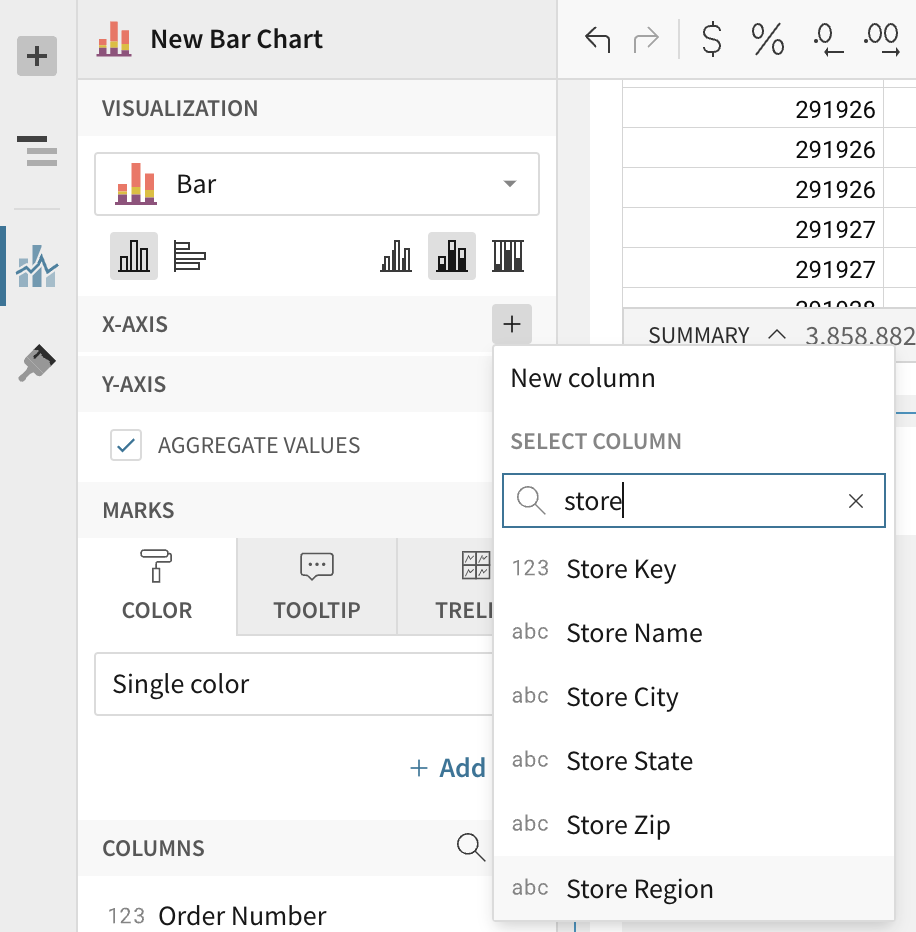 New Bar Chart
$ % .0 .00
VISUALIZATION
Bar
X-AXIS
Y-AXIS
AGGREGATE VALUES
MARKS
COLOR
TOOLTIP
TRELI
Single color
+ Add
COLUMNS
123 Order Number
291926
291926
291926
291927
291927
291928
SUMMARY 3,858,882
New column
SELECT COLUMN
store
123 Store Key
abc Store Name
abc Store City
abc Store State
abc Store Zip
abc Store Region